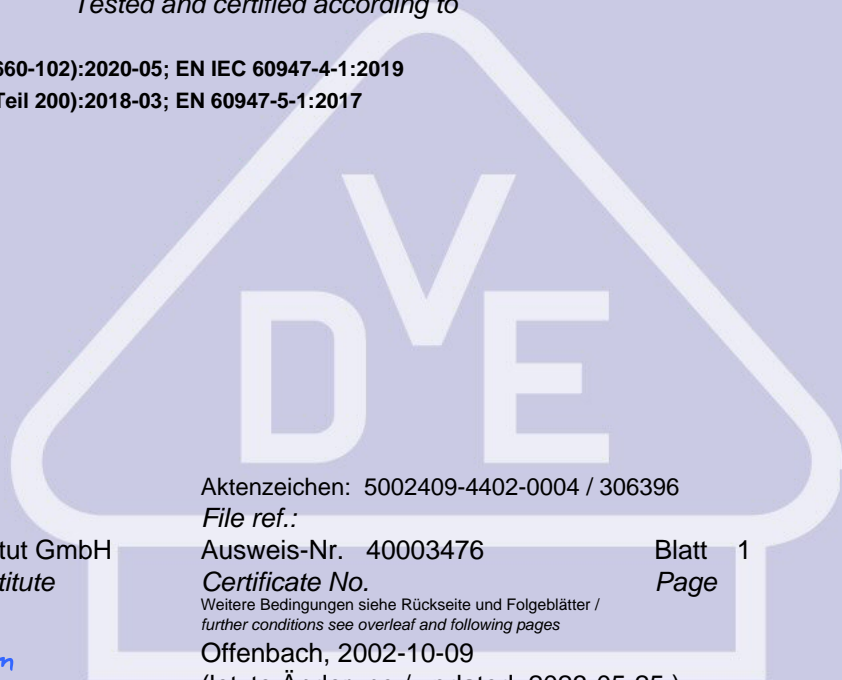 Tested and certified according to
660-102):2020-05; EN IEC 60947-4-1:2019
Teil 200):2018-03; EN 60947-5-1:2017
DVE
Aktenzeichen: 5002409-4402-0004 / 306396
File ref.:
tut GmbH Ausweis-Nr. 40003476 Blatt 1
titute Certificate No. Page
Weitere Bedingungen siehe Rückseite und Folgeblätter /
further conditions see overleaf and following pages
Offenbach, 2002-10-09